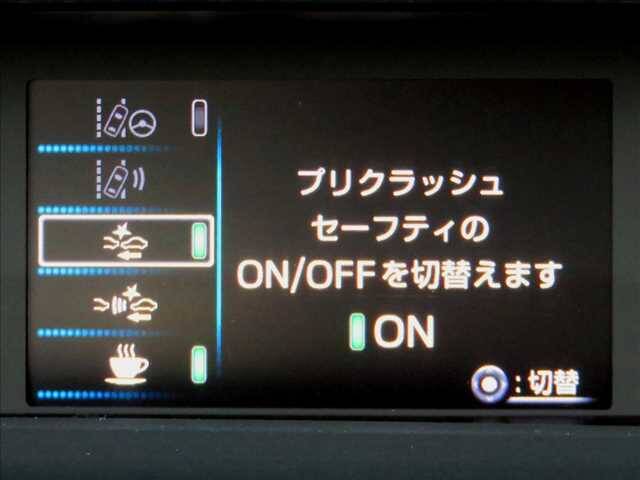 プリクラッシュ
セーフティの
ON/OFFを切替えます
ON
:切替